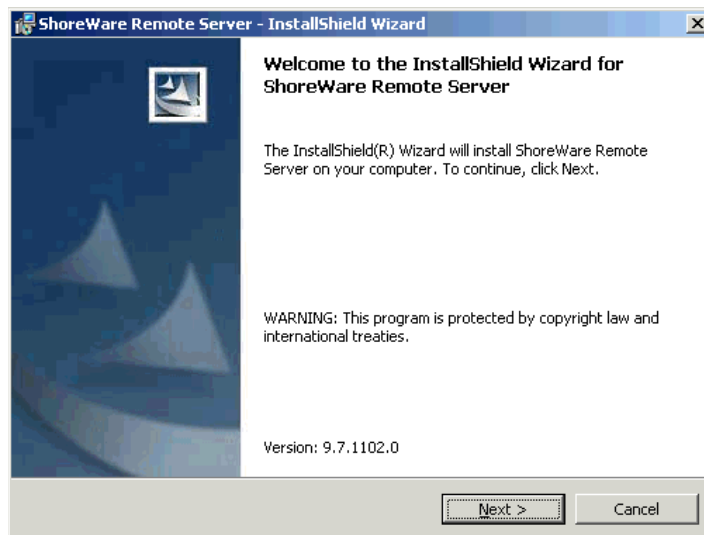 ShoreWare Remote Server - InstallShield Wizard
Welcome to the InstallShield Wizard for
ShoreWare Remote Server
The InstallShield(R) Wizard will install ShoreWare Remote
Server on your computer. To continue, click Next.
WARNING: This program is protected by copyright law and
international treaties.
Version: 9.7.1102.0
Next >
Cancel